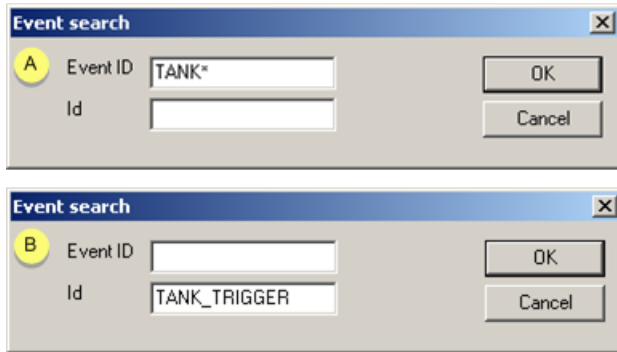 Event search
A Event ID TANK* OK
Id Cancel
Event search
B Event ID OK
Id TANK_TRIGGER Cancel